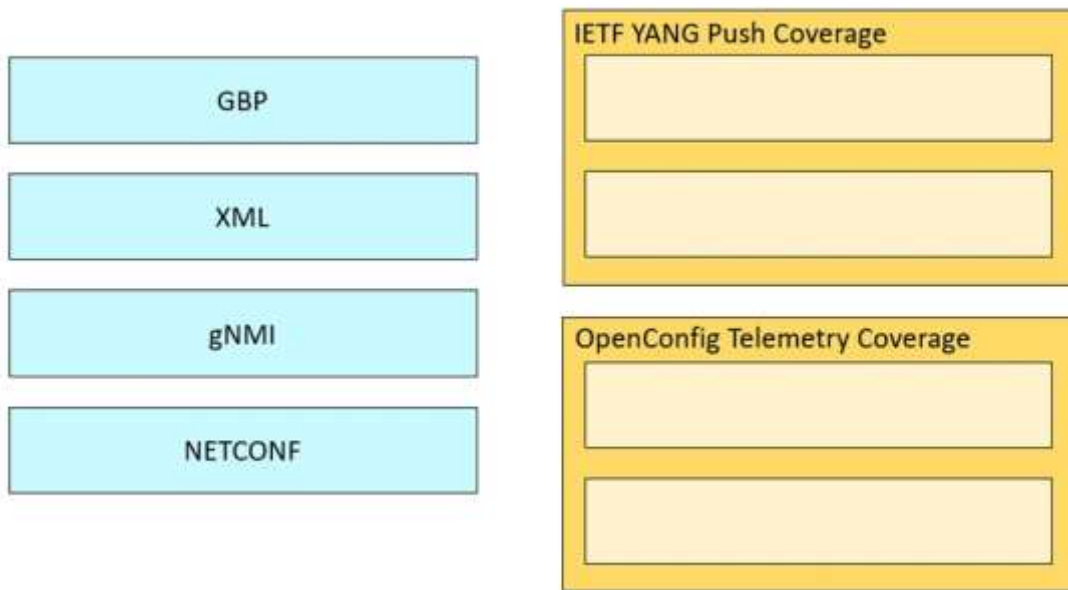 GBP
XML
gNMI
NETCONF
IETF YANG Push Coverage
OpenConfig Telemetry Coverage